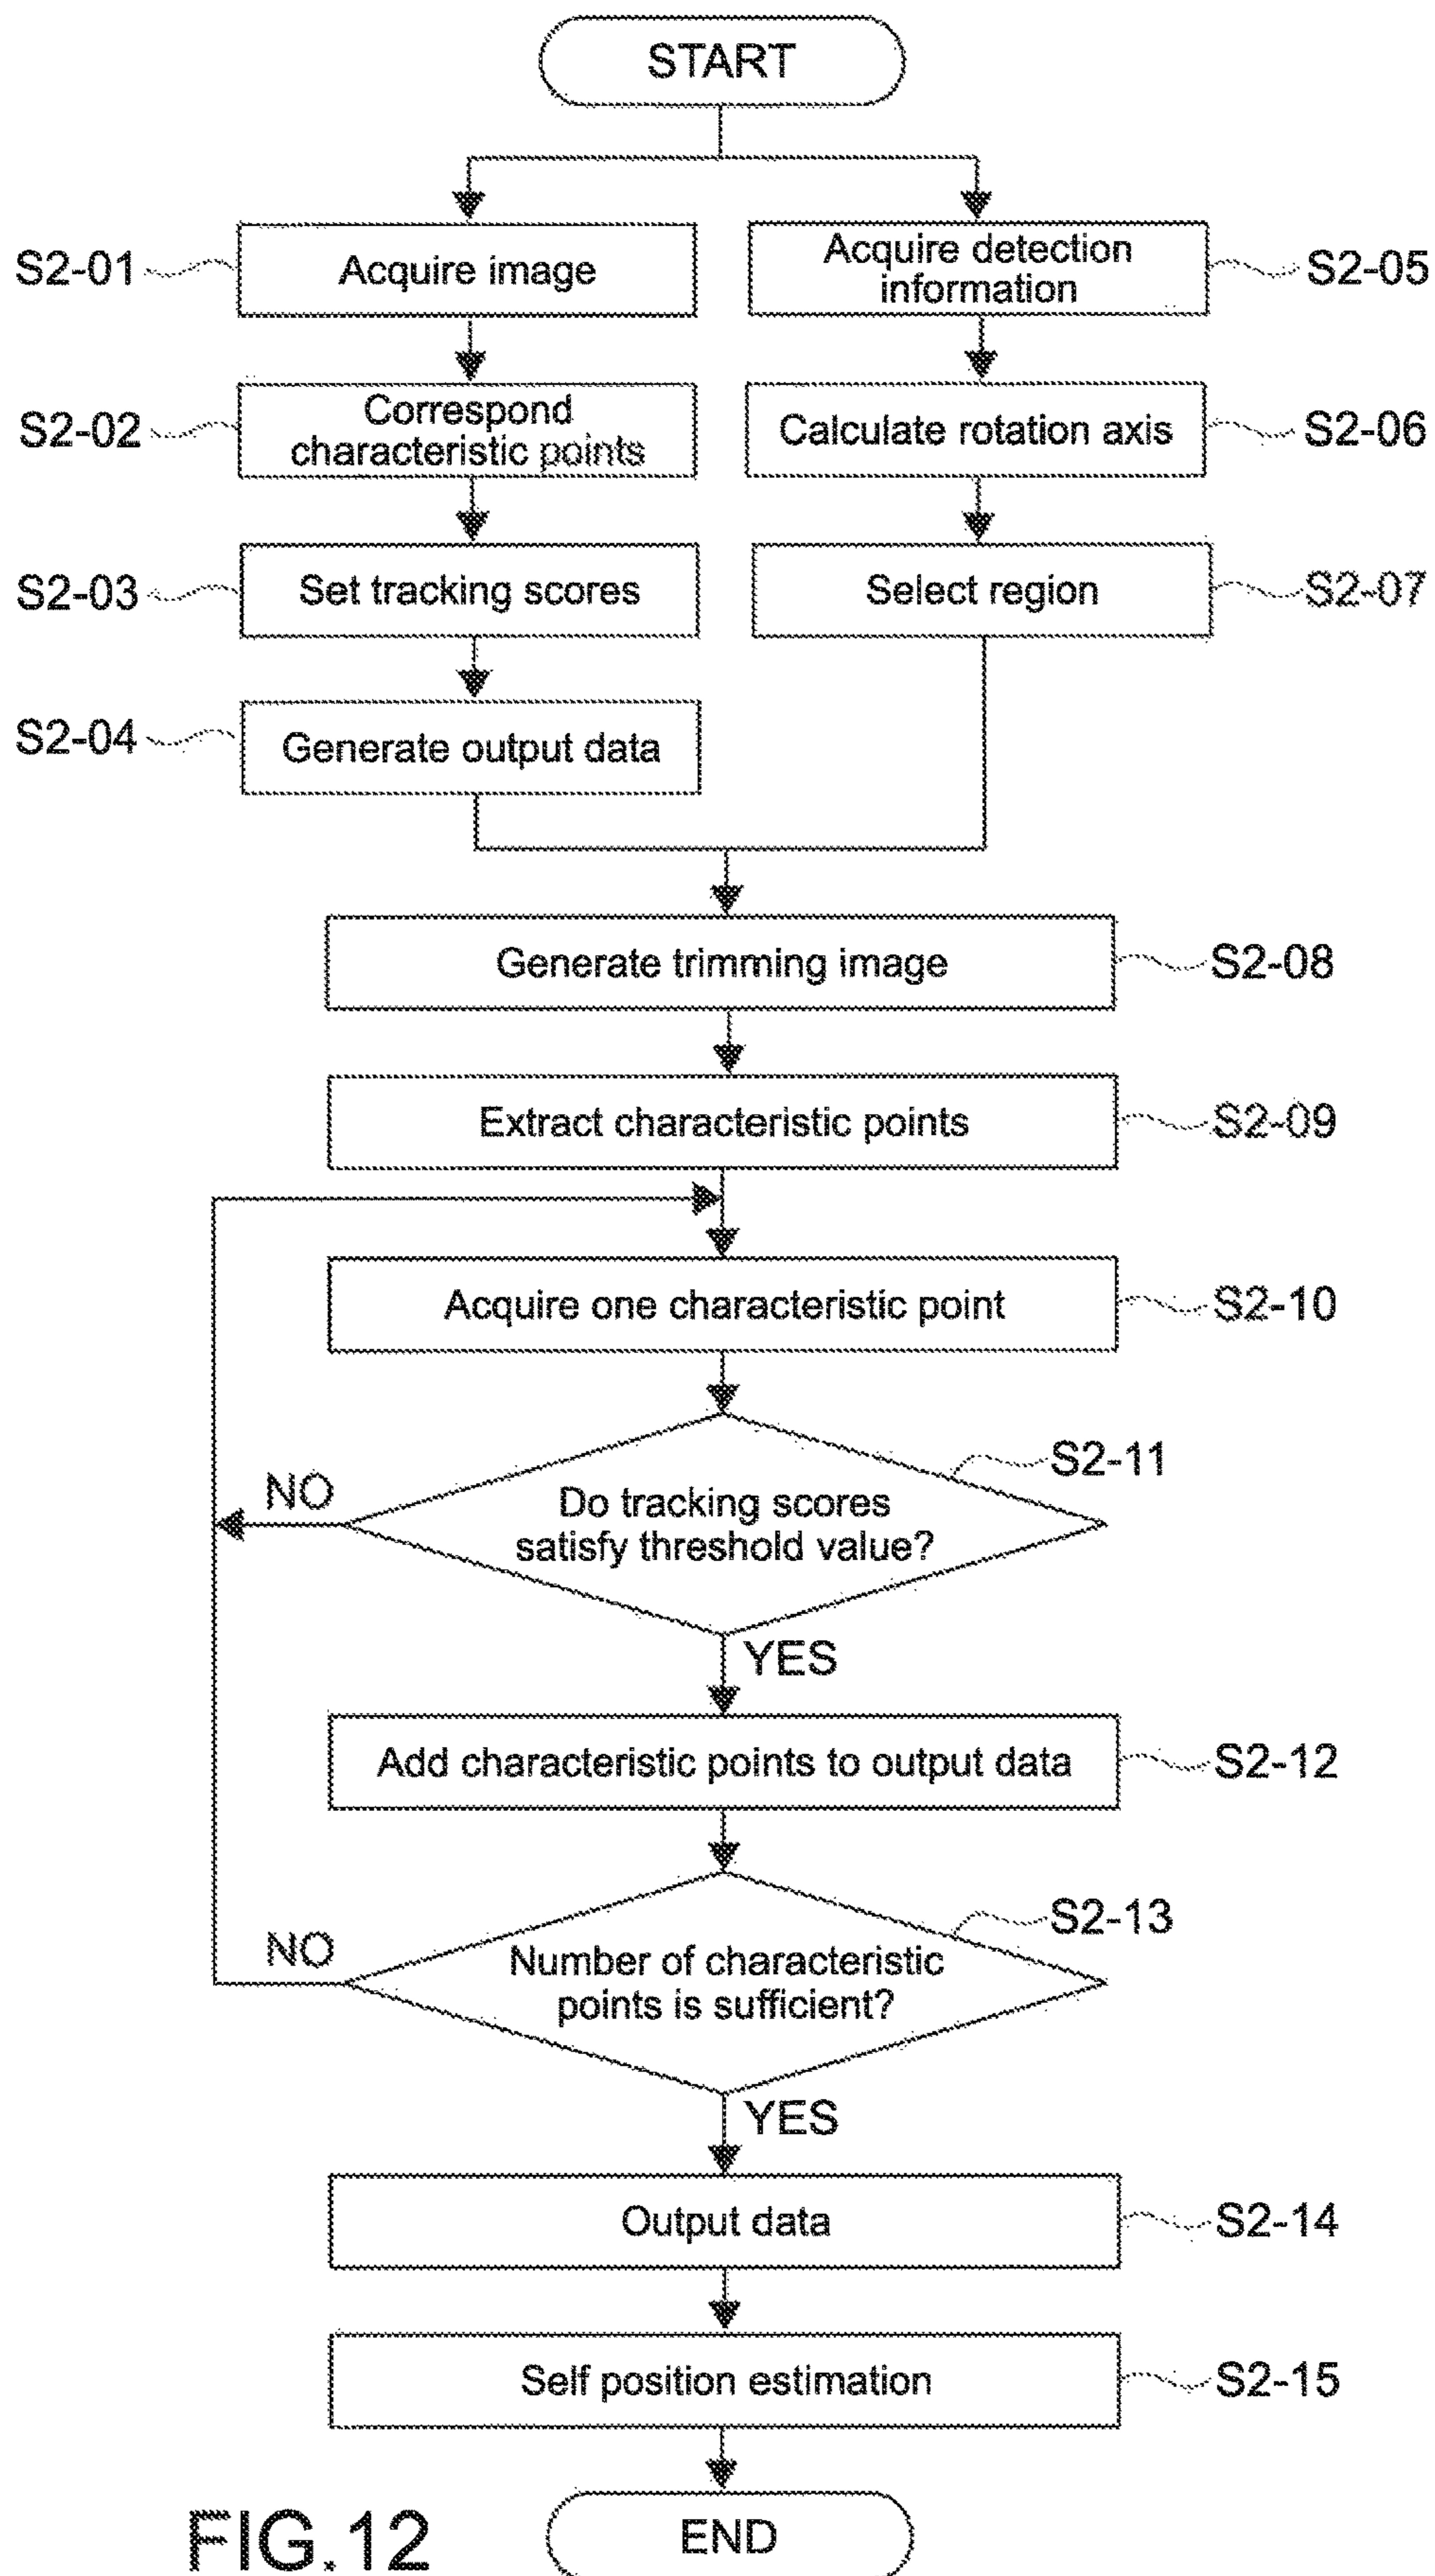 START
S2-01
Acquire image
Acquire detection
information
S2-05
S2-02
Correspond
characteristic points
Calculate rotation axis
S2-06
S2-03
Set tracking scores
Select region
S2-07
S2-04
Generate output data
Generate trimming image
S2-08
Extract characteristic points
S2-09
Acquire one characteristic point
S2-10
S2-11
NO
Do tracking scores
satisfy threshold value?
YES
Add characteristic points to output data
S2-12
S2-13
NO
Number of characteristic
points is sufficient?
YES
Output data
S2-14
Self position estimation
S2-15
END
FIG.12